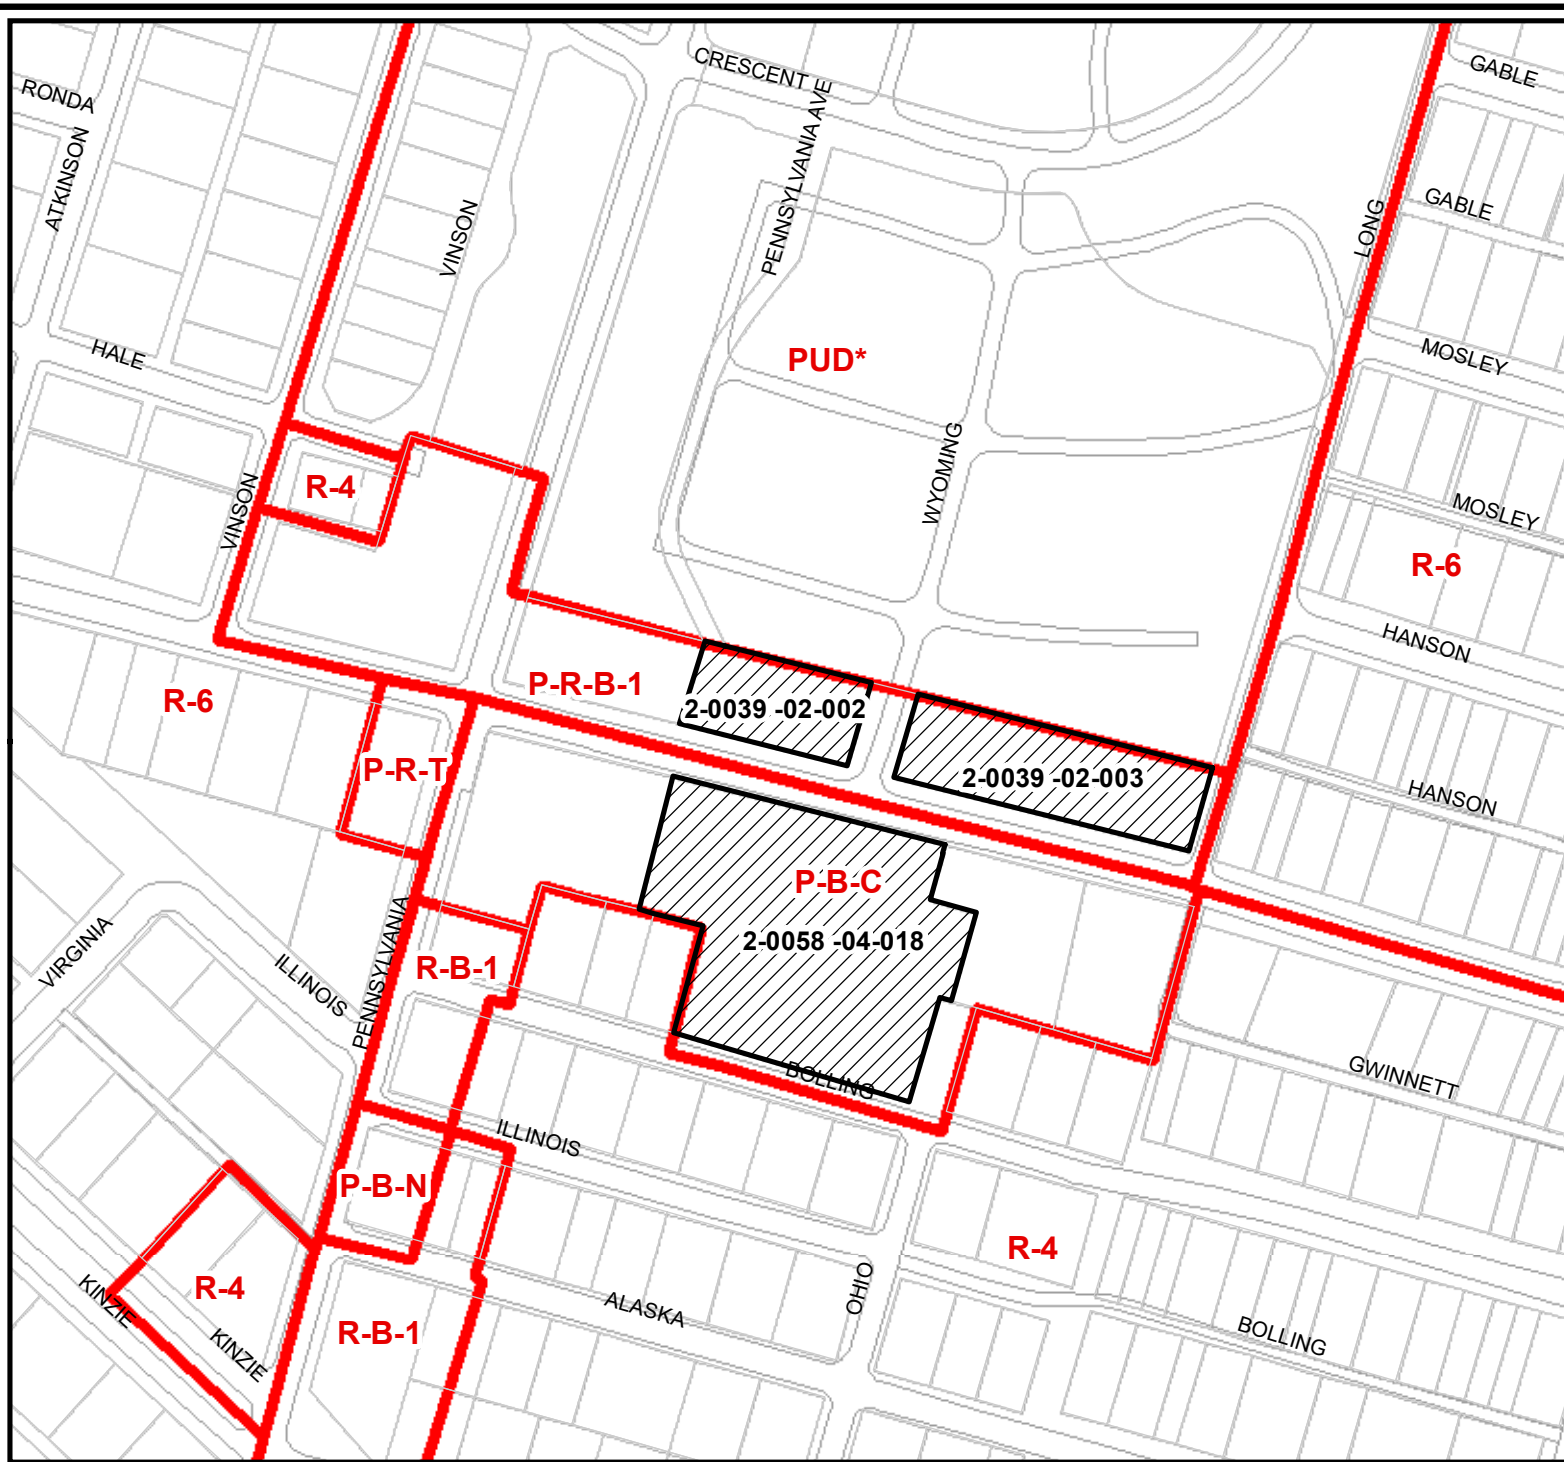 CRESCENT
GABLE
RONDA
PENNSYLVANIA AVE
ATKINSON
GABLE
VINSON
LONG
HALE
PUD*
MOSLEY
WYOMING
R-4
VINSON
MOSLEY
R-6
HANSON
P-R-B-1
R-6
2-0039 -02-002
P-R-T
2-0039 -02-003
HANSON
P-B-C
PENNSYLVANIA
2-0058 -04-018
VIRGINIA
R-B-1
ILLINOIS
BOLLING
GWINNETT
ILLINOIS
P-B-N
R-4
R-4
OHIO
KINZIE
ALASKA
KINZIE
R-B-1
BOLLING